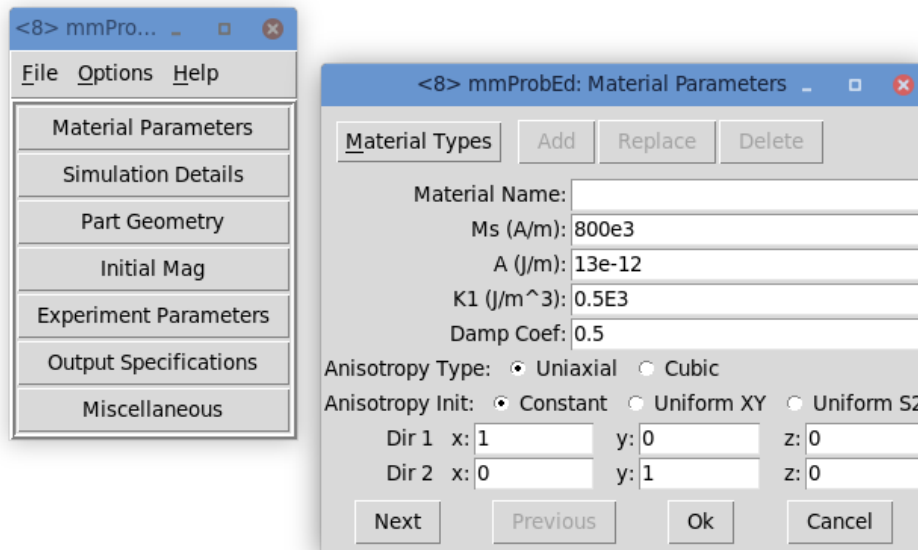 <8> mmPro...
File Options Help
Material Parameters
Simulation Details
Part Geometry
Initial Mag
Experiment Parameters
Output Specifications
Miscellaneous
<8> mmProbEd: Material Parameters
Material Types Add Replace Delete
Material Name:
Ms (A/m): 800e3
A (J/m): 13e-12
K1 (J/m^3): 0.5E3
Damp Coef: 0.5
Anisotropy Type: Uniaxial Cubic
Anisotropy Init: Constant Uniform XY Uniform S2
Dir 1 x: 1 y: 0 z: 0
Dir 2 x: 0 y: 1 z: 0
Next Previous Ok Cancel